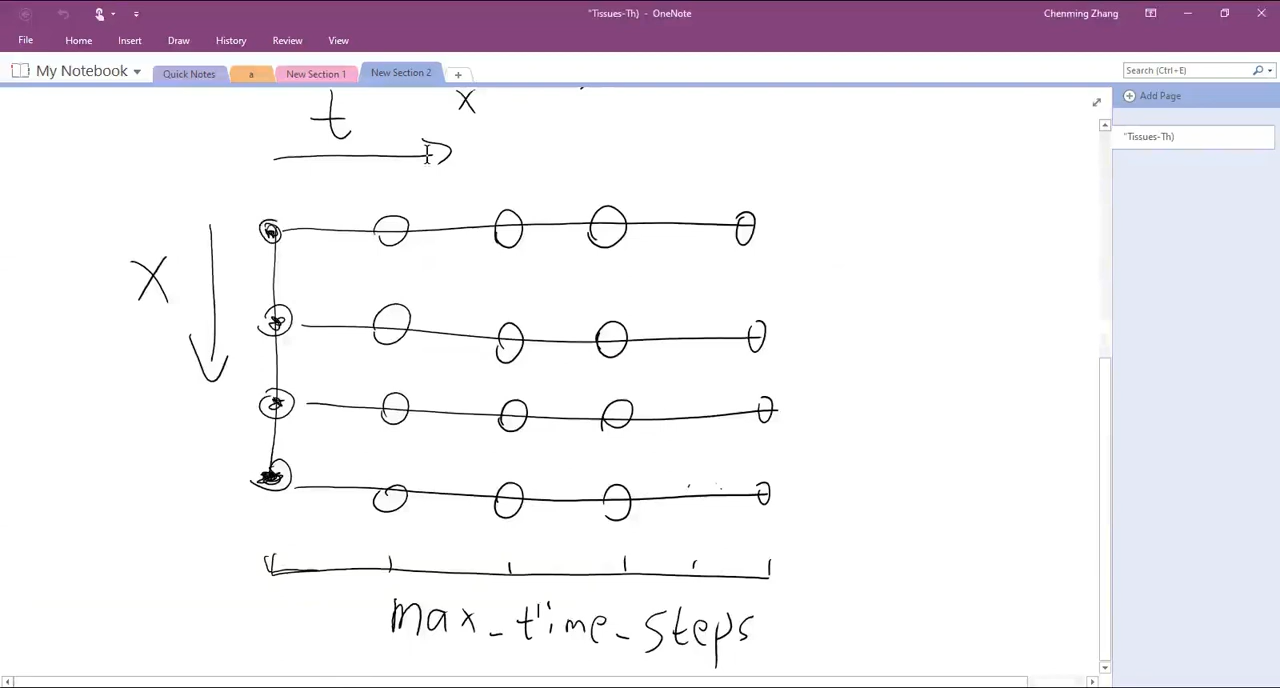 "Tissues-Th) - OneNote
Chenming Zhang
File Home Insert Draw History Review View
My Notebook Quick Notes a New Section 1 New Section 2
Search (Ctrl+E)
Add Page
"Tissues-Th)
t x
x
max_time_steps